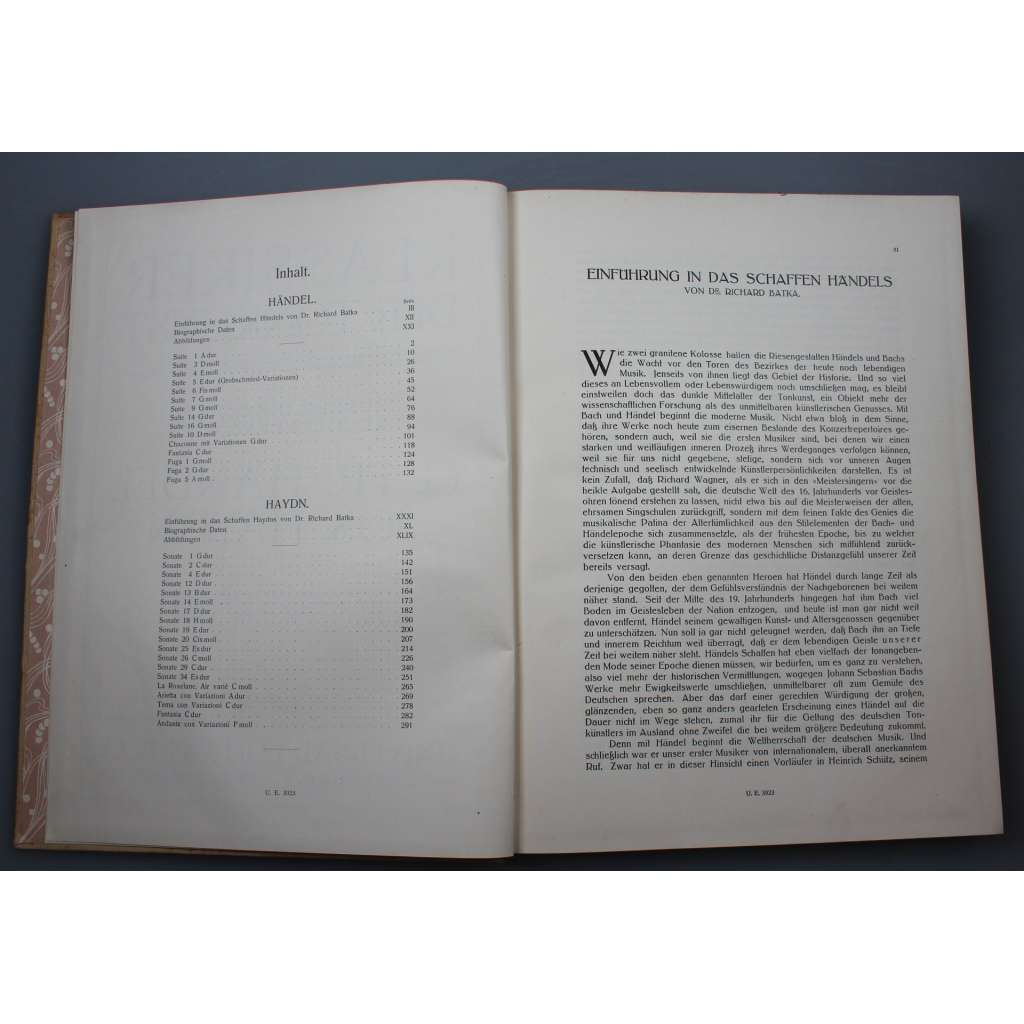 Inhalt.
HÄNDEL.
Seite
Einführung in das Schaffen Händels von Dr. Richard Batka III
Biographische Daten XII
Abbildungen XXI
Suite 1 A dur 2
Suite 3 D moll 10
Suite 4 E moll 26
Suite 5 E dur (Grobschmied-Variationen) 36
Suite 6 Fis moll 45
Suite 7 G moll 52
Suite 9 G moll 64
Suite 14 G dur 76
Suite 16 G moll 88
Suite 10 D moll 94
Chaconne mit Variationen G dur 101
Fantasia C dur 118
Fuga 1 G moll 124
Fuga 2 G dur 128
Fuga 5 A moll 132
HAYDN.
Einführung in das Schaffen Haydns von Dr. Richard Batka XXXI
Biographische Daten XL
XLIX
Sonate 1 G dur 135
Sonate 2 C dur 142
Sonate 4 E dur 151
Sonate 12 D dur 156
Sonate 13 B dur 164
Sonate 14 E moll 173
Sonate 17 D dur 182
Sonate 18 H moll 190
Sonate 19 E dur 200
Sonate 20 Cis moll 207
Sonate 25 Es dur 214
Sonate 26 C moll 226
Sonate 29 C dur 240
Sonate 34 Es dur 251
La Roxelane. Air varié C moll 265
Arietta con Variazioni A dur 269
Tema con Variazioni C dur 278
Fantasia C dur 282
Andante con Variazioni F moll 291
U. E. 3923
III
EINFÜHRUNG IN DAS SCHAFFEN HÄNDELS
VON DR. RICHARD BATKA.
Wie zwei granitene Kolosse halten die Riesengestalten Händels und Bachs
die Wacht vor den Toren des Bezirkes der heute noch lebendigen
Musik. Jenseits von ihnen liegt das Gebiet der Historie. Und so viel
dieses an Lebensvollem oder Lebenswürdigem noch umschließen mag, es bleibt
einstweilen doch das dunkle Mittelalter der Tonkunst, ein Objekt mehr der
wissenschaftlichen Forschung als des unmittelbaren künstlerischen Genusses. Mit
Bach und Händel beginnt die moderne Musik. Nicht etwa bloß in dem Sinne,
daß ihre Werke noch heute zum eisernen Bestande des Konzertrepertoires ge-
hören, sondern auch, weil sie die ersten Musiker sind, bei denen wir einen
starken und weitläufigen inneren Prozeß ihres Werdeganges verfolgen können,
weil sie für uns nicht gegebene, stetige, sondern sich vor unseren Augen
technisch und seelisch entwickelnde Künstlerpersönlichkeiten darstellen. Es ist
kein Zufall, daß Richard Wagner, als er sich in den »Meistersingern« vor die
heikle Aufgabe gestellt sah, die deutsche Welt des 16. Jahrhunderts vor Geistes-
ohren tönend erstehen zu lassen, nicht etwa bis auf die Meisterweisen der alten,
ehrsamen Singschulen zurückgriff, sondern mit dem feinen Takte des Genies die
musikalische Patina der Altertümlichkeit aus den Stilelementen der Bach- und
Händelepoche sich zusammensetzte, als der frühesten Epoche, bis zu welcher
die künstlerische Phantasie des modernen Menschen sich mitfühlend zurück-
versetzen kann, an deren Grenze das geschichtliche Distanzgefühl unserer Zeit
bereits versagt.
Von den beiden eben genannten Heroen hat Händel durch lange Zeit als
derjenige gegolten, der dem Gefühlsverständnis der Nachgeborenen bei weitem
näher stand. Seit der Mitte des 19. Jahrhunderts hingegen hat ihm Bach viel
Boden im Geistesleben der Nation entzogen, und heute ist man gar nicht weit
davon entfernt, Händel seinem gewaltigen Kunst- und Altersgenossen gegenüber
zu unterschätzen. Nun soll ja gar nicht geleugnet werden, daß Bach ihn an Tiefe
und innerem Reichtum weit überragt, daß er dem lebendigen Geiste unserer
Zeit bei weitem näher steht. Händels Schaffen hat eben vielfach der tonangeben-
den Mode seiner Epoche dienen müssen, wir bedürfen, um es ganz zu verstehen,
also viel mehr der historischen Vermittlungen, wogegen Johann Sebastian Bachs
Werke mehr Ewigkeitswerte umschließen, unmittelbarer oft zum Gemüte des
Deutschen sprechen. Aber das darf einer gerechten Würdigung der großen,
glänzenden, eben so ganz anders gearteten Erscheinung eines Händel auf die
Dauer nicht im Wege stehen, zumal ihr für die Geltung des deutschen Ton-
künstlers im Ausland ohne Zweifel die bei weitem größere Bedeutung zukommt.
Denn mit Händel beginnt die Weltherrschaft der deutschen Musik. Und
schließlich war er unser erster Musiker von internationalem, überall anerkanntem
Ruf. Zwar hat er in dieser Hinsicht einen Vorläufer in Heinrich Schütz, seinem
U. E. 3923